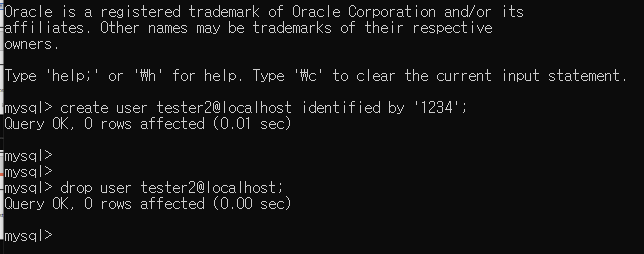 Oracle is a registered trademark of Oracle Corporation and/or its
affiliates. Other names may be trademarks of their respective
owners.
Type 'help;' or '₩h' for help. Type '₩c' to clear the current input statement.
mysql> create user tester2@localhost identified by '1234';
Query OK, 0 rows affected (0.01 sec)
mysql>
mysql>
mysql> drop user tester2@localhost;
Query OK, 0 rows affected (0.00 sec)
mysql>